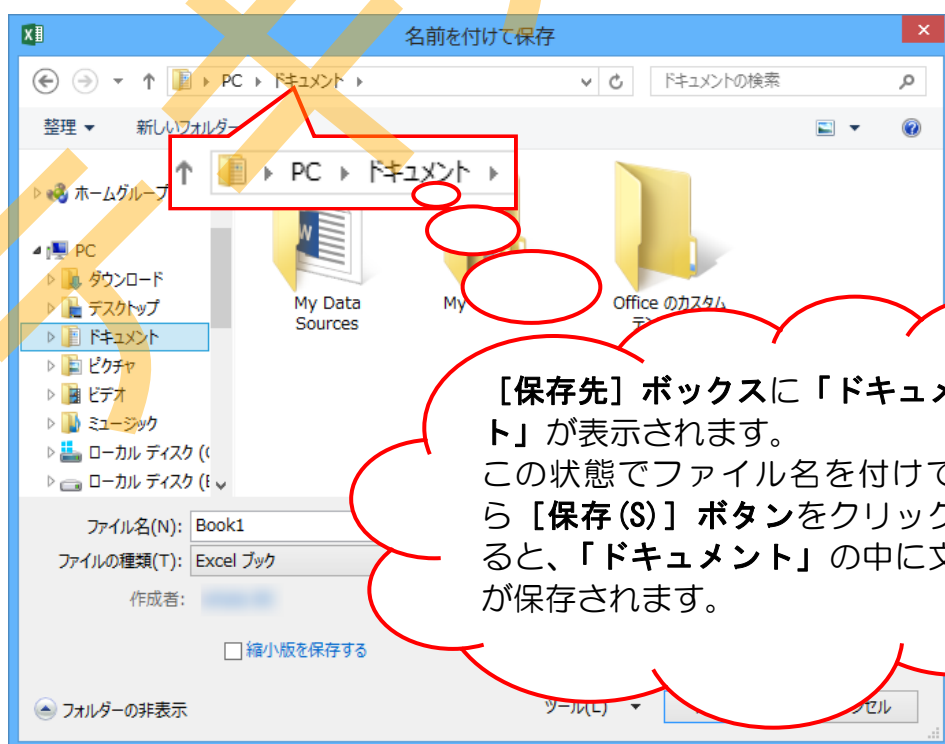 名前を付けて保存
PC ドキュメント
ドキュメントの検索
整理
新しいフォルダー
PC ドキュメント
ホームグループ
PC
ダウンロード
デスクトップ
ドキュメント
ピクチャ
ビデオ
ミュージック
ローカル ディスク (C
ローカル ディスク (E
My Data
Sources
My
Office のカスタム
[保存先] ボックスに「ドキュメ
ト」が表示されます。
この状態でファイル名を付けて
ら [保存(S)] ボタンをクリック
ると、「ドキュメント」の中に文
が保存されます。
ファイル名(N): Book1
ファイルの種類(T): Excel ブック
作成者:
縮小版を保存する
フォルダーの非表示
ツール(L)
セル